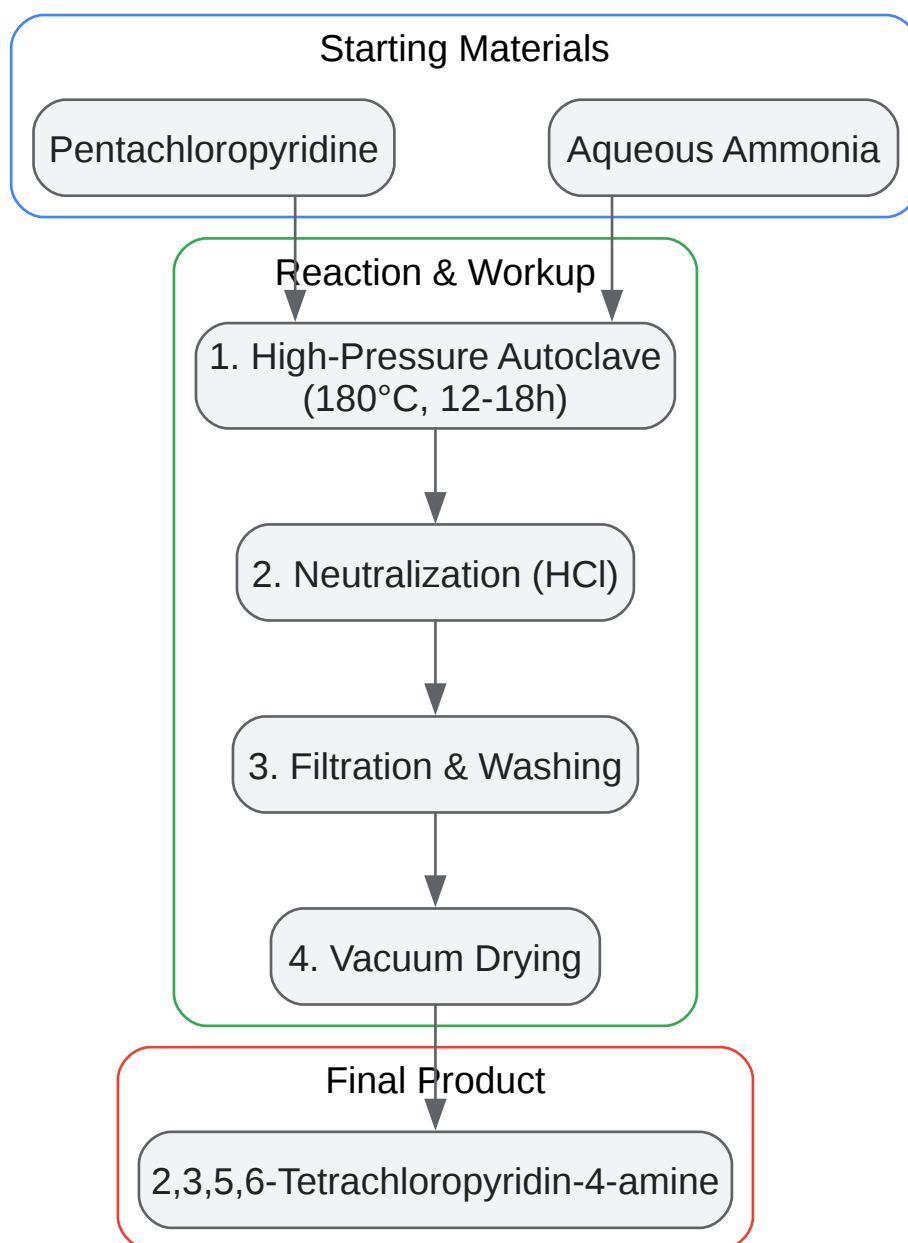 Starting Materials
Pentachloropyridine
Aqueous Ammonia
Reaction & Workup
1. High-Pressure Autoclave
(180°C, 12-18h)
2. Neutralization (HCl)
3. Filtration & Washing
4. Vacuum Drying
Final Product
2,3,5,6-Tetrachloropyridin-4-amine